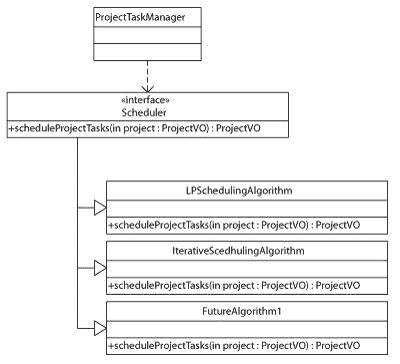 ProjectTaskManager
«interface»
Scheduler
+scheduleProjectTasks(in project : ProjectVO) : ProjectVO
LPSchedulingAlgorithm
+scheduleProjectTasks(in project : ProjectVO) : ProjectVO
IterativeScedhulingAlgorithm
+scheduleProjectTasks(in project : ProjectVO) : ProjectVO
FutureAlgorithm1
+scheduleProjectTasks(in project : ProjectVO) : ProjectVO